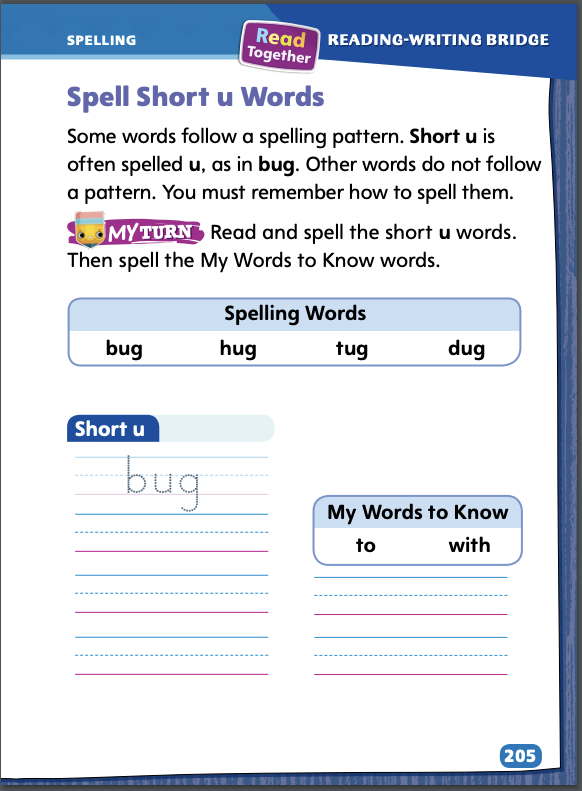 SPELLING
Read
Together
READING-WRITING BRIDGE
Spell Short u Words
Some words follow a spelling pattern. Short u is
often spelled u, as in bug. Other words do not follow
a pattern. You must remember how to spell them.
MY TURN Read and spell the short u words.
Then spell the My Words to Know words.
Spelling Words
bug hug tug dug
Short u
bug
My Words to Know
to with
205